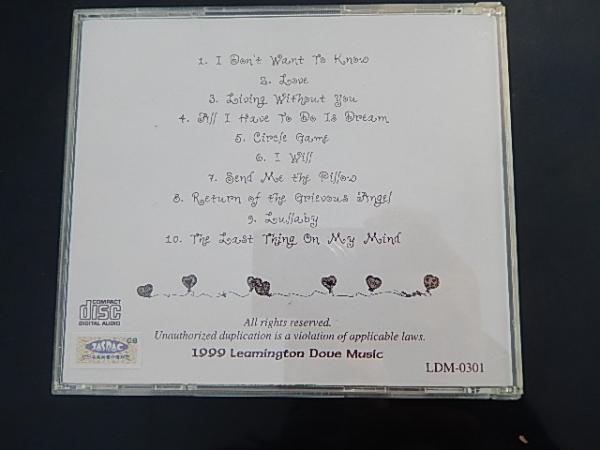 1. I Don't Want To Know
2. Love
3. Living Without You
4. All I Have To Do Is Dream
5. Circle Game
6. I Will
7. Send Me the Pillow
8. Return of the Grievous Angel
9. Lullaby
10. The Last Thing On My Mind
COMPACT
disc
DIGITAL AUDIO
All rights reserved.
Unauthorized duplication is a violation of applicable laws.
JASRAC
1999 Leamington Dove Music
LDM-0301